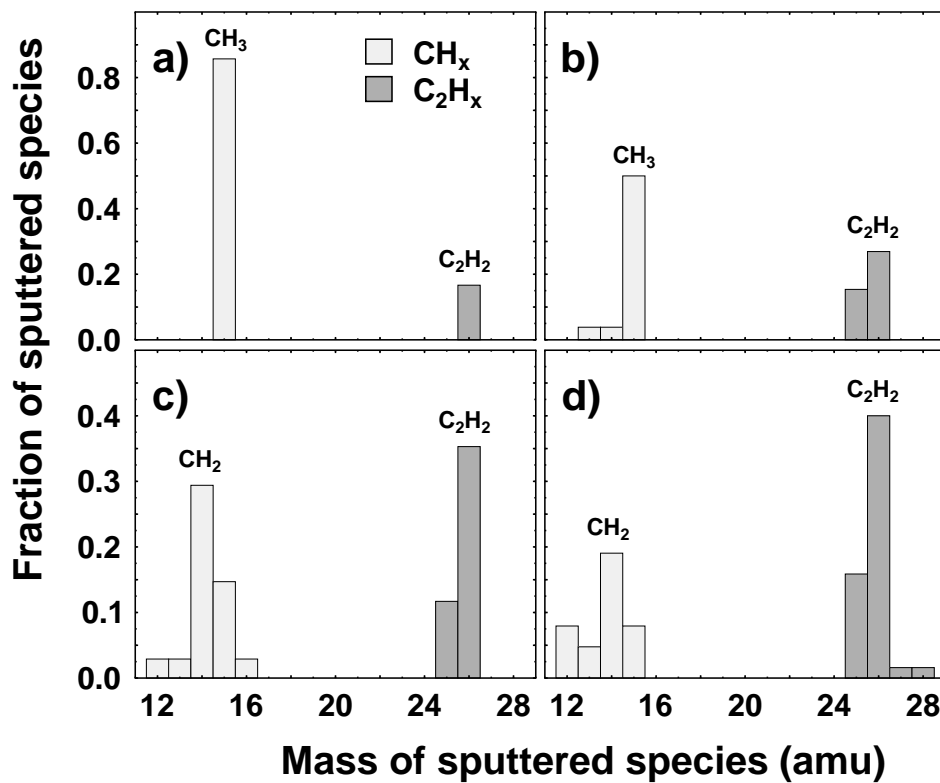 Fraction of sputtered species
a)
CH₃
CHₓ
C₂Hₓ
C₂H₂
0.8
0.6
0.4
0.2
0.0
b)
CH₃
C₂H₂
c)
CH₂
C₂H₂
0.4
0.3
0.2
0.1
0.0
12 16 20 24 28
d)
CH₂
C₂H₂
12 16 20 24 28
Mass of sputtered species (amu)